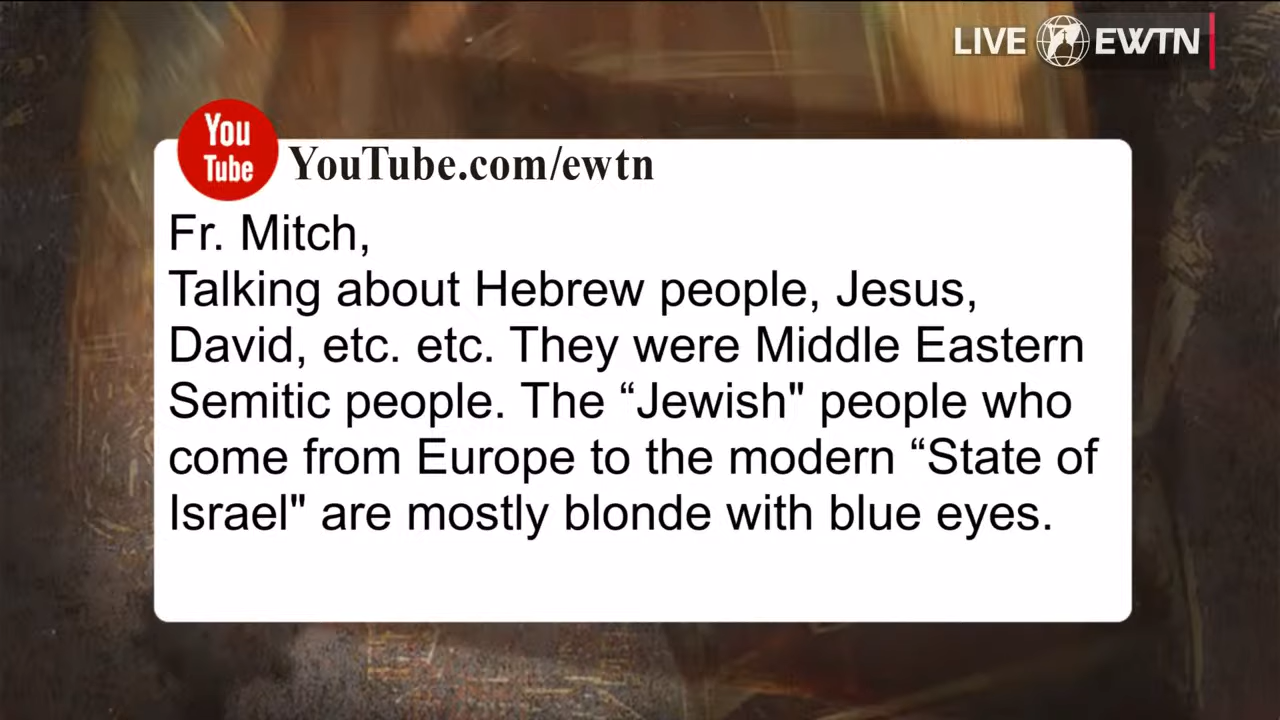 LIVE EWTN
You
Tube
YouTube.com/ewtn
Fr. Mitch,
Talking about Hebrew people, Jesus,
David, etc. etc. They were Middle Eastern
Semitic people. The “Jewish" people who
come from Europe to the modern “State of
Israel" are mostly blonde with blue eyes.